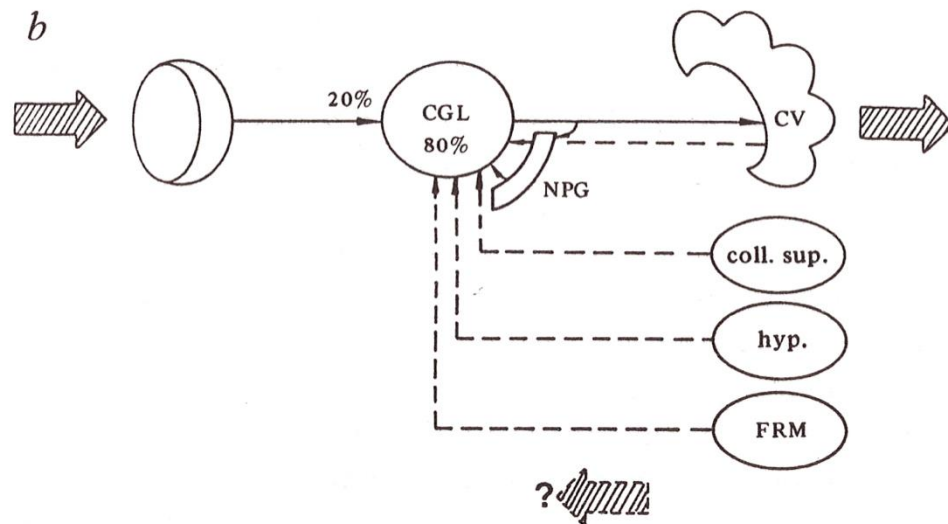 b
20%
CGL
80%
CV
NPG
coll. sup.
hyp.
FRM
?